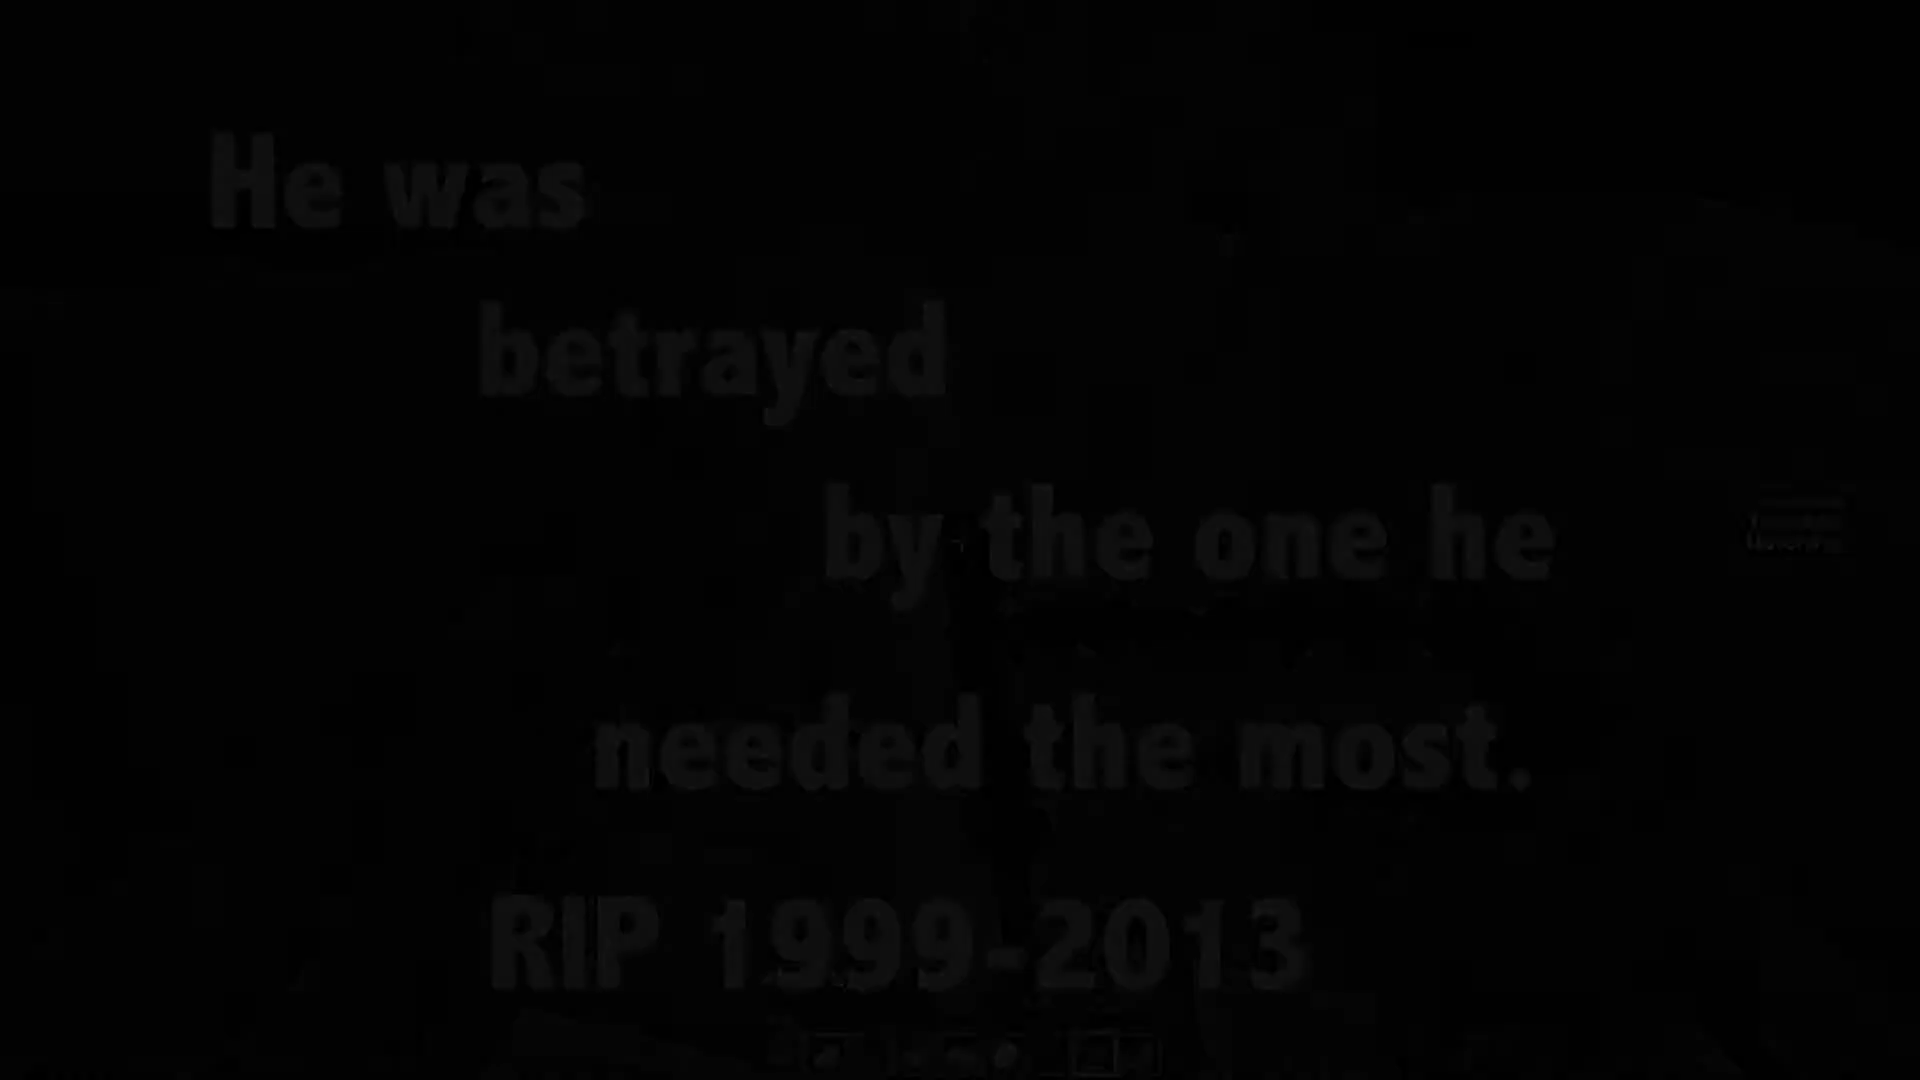 He was
betrayed
by the one he
needed the most.
RIP 1999-2013